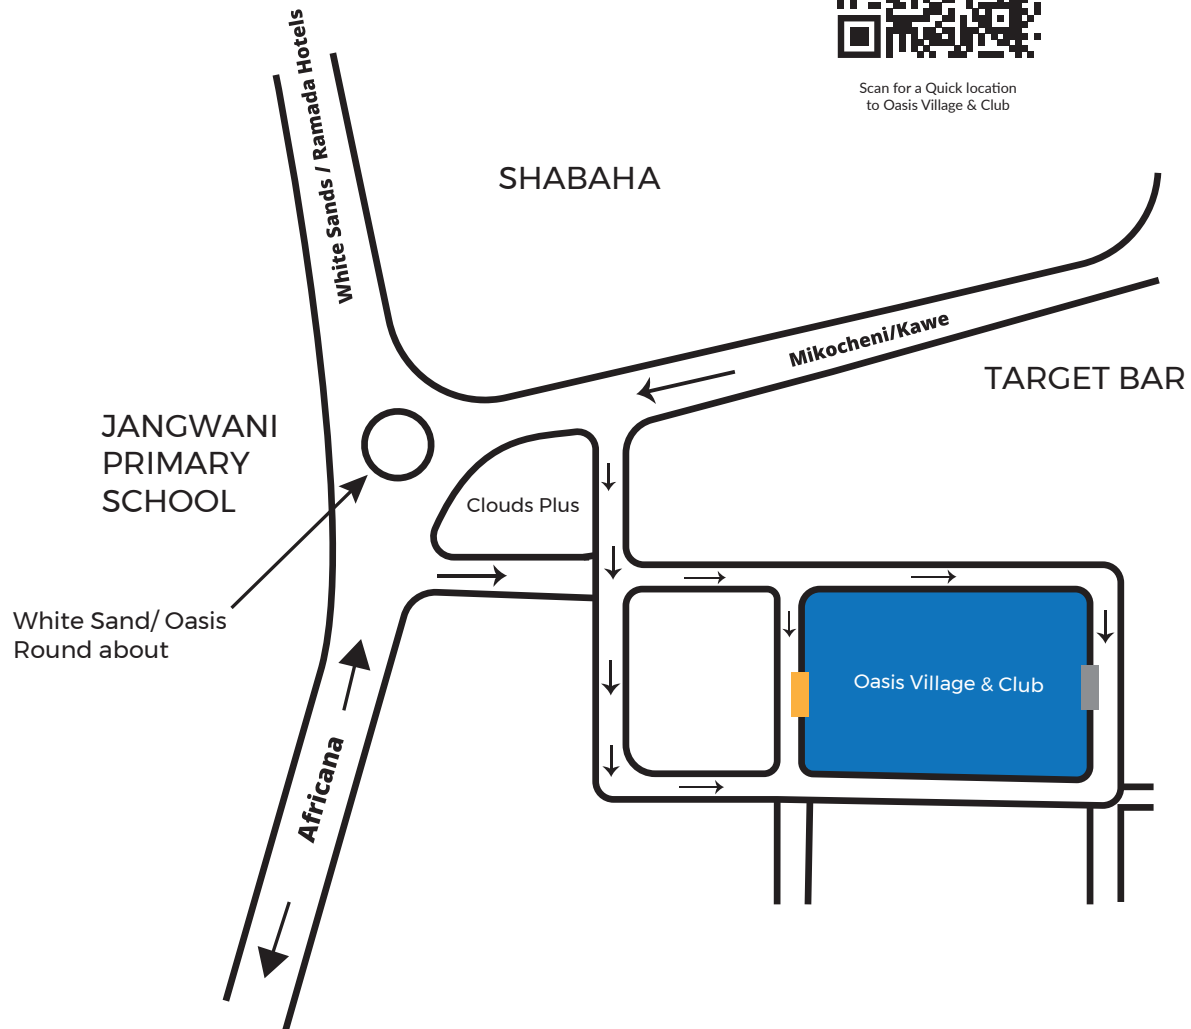 Scan for a Quick location
to Oasis Village & Club
White Sands / Ramada Hotels
SHABAHA
Mikocheni/Kawe
TARGET BAR
JANGWANI
PRIMARY
SCHOOL
Clouds Plus
White Sand/ Oasis
Round about
Oasis Village & Club
Africana